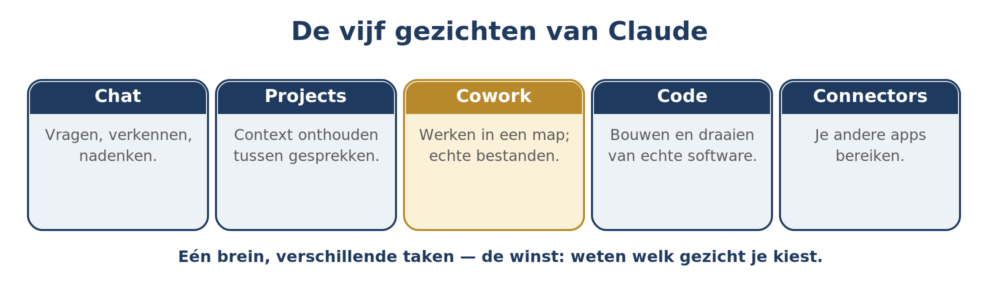 De vijf gezichten van Claude
Chat
Vragen, verkennen,
nadenken.
Projects
Context onthouden
tussen gesprekken.
Cowork
Werken in een map;
echte bestanden.
Code
Bouwen en draaien
van echte software.
Connectors
Je andere apps
bereiken.
Eén brein, verschillende taken — de winst: weten welk gezicht je kiest.